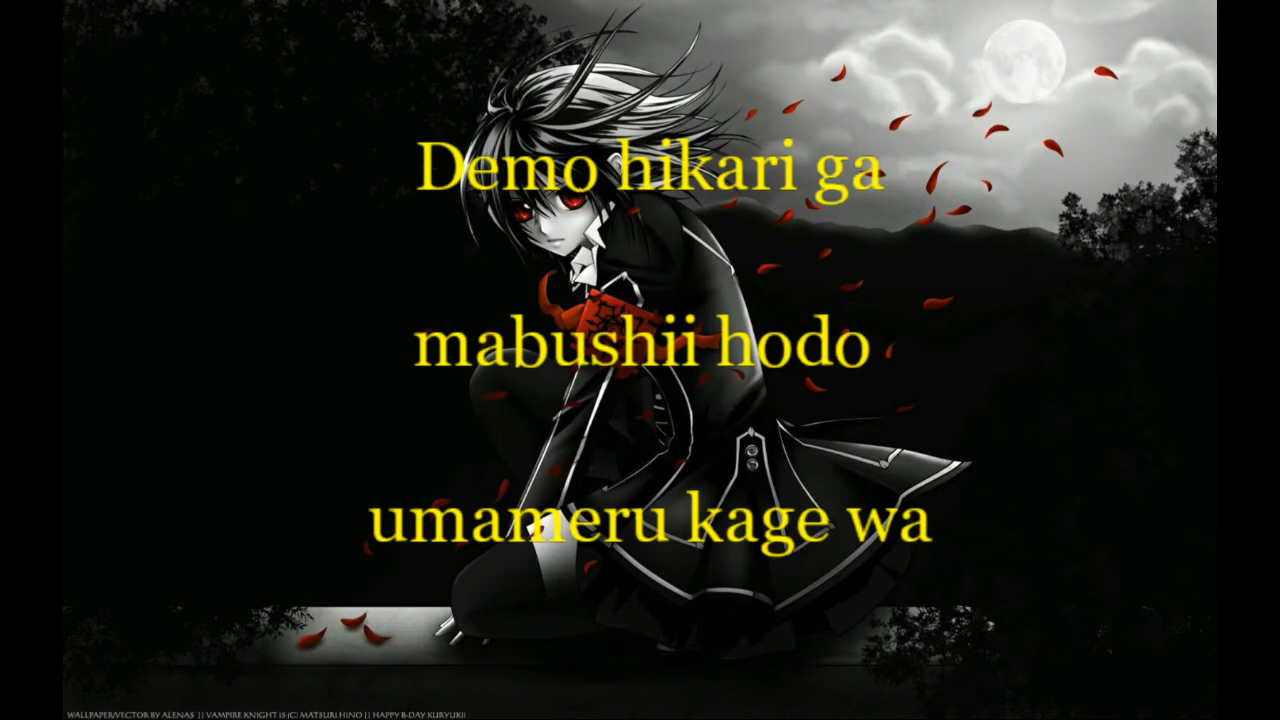 Demo hikari ga
mabushii hodo
umameru kage wa
WALLPAPER/VECTOR BY ALENAS || VAMPIRE KNIGHT IS (C) MATSURI HINO || HAPPY B-DAY KURYUKI!